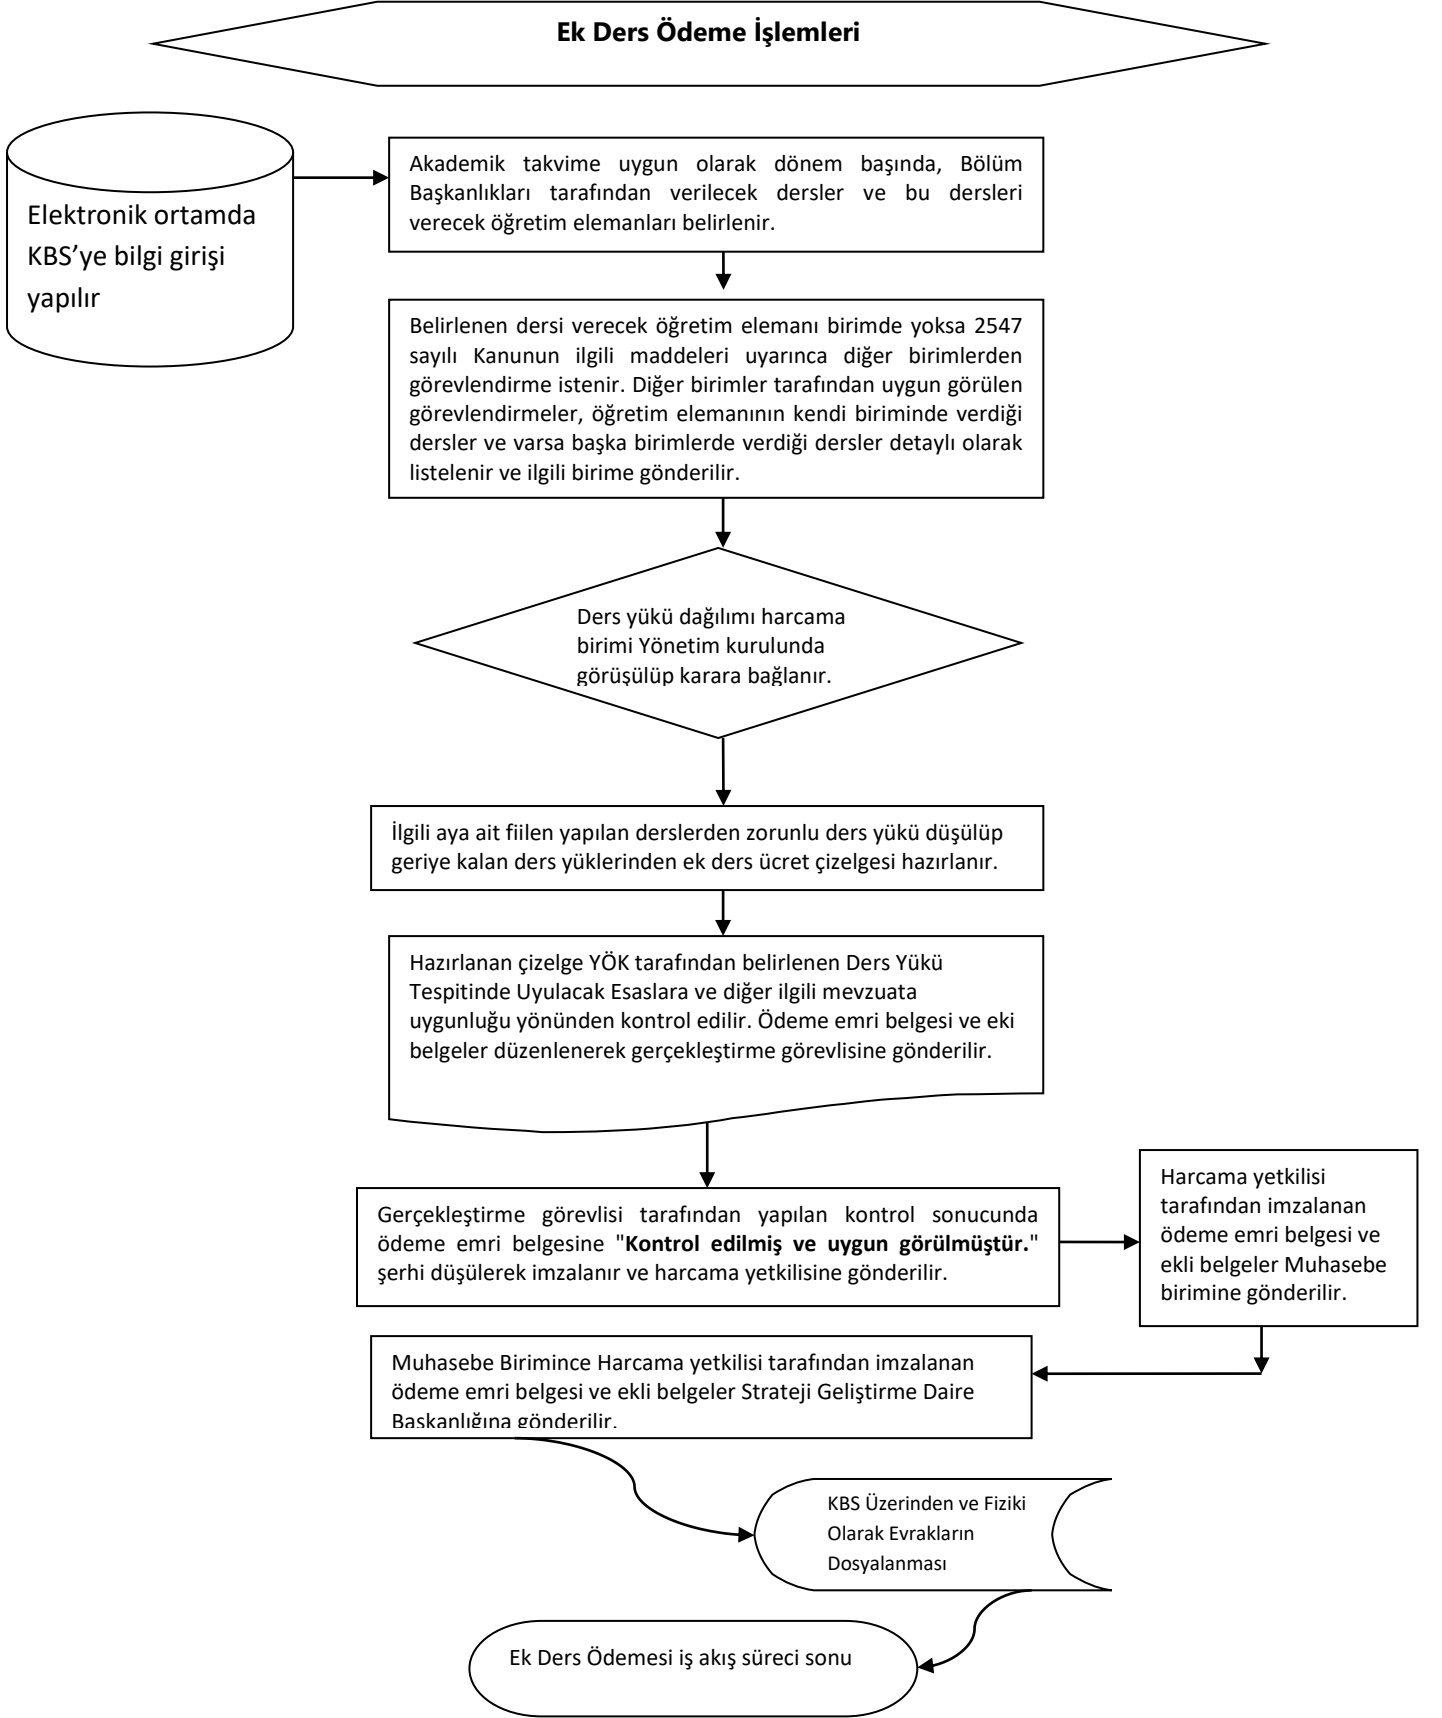 Ek Ders Ödeme İşlemleri
Elektronik ortamda
KBS’ye bilgi girişi
yapılır
Akademik takvime uygun olarak dönem başında, Bölüm
Başkanlıkları tarafından verilecek dersler ve bu dersleri
verecek öğretim elemanları belirlenir.
Belirlenen dersi verecek öğretim elemanı birimde yoksa 2547
sayılı Kanunun ilgili maddeleri uyarınca diğer birimlerden
görevlendirme istenir. Diğer birimler tarafından uygun görülen
görevlendirmeler, öğretim elemanının kendi biriminde verdiği
dersler ve varsa başka birimlerde verdiği dersler detaylı olarak
listelenir ve ilgili birime gönderilir.
Ders yükü dağılımı harcama
birimi Yönetim kurulunda
görüşülüp karara bağlanır.
İlgili aya ait fiilen yapılan derslerden zorunlu ders yükü düşülüp
geriye kalan ders yüklerinden ek ders ücret çizelgesi hazırlanır.
Hazırlanan çizelge YÖK tarafından belirlenen Ders Yükü
Tespitinde Uyulacak Esaslara ve diğer ilgili mevzuata
uygunluğu yönünden kontrol edilir. Ödeme emri belgesi ve eki
belgeler düzenlenerek gerçekleştirme görevlisine gönderilir.
Gerçekleştirme görevlisi tarafından yapılan kontrol sonucunda
ödeme emri belgesine "Kontrol edilmiş ve uygun görülmüştür."
şerhi düşülerek imzalanır ve harcama yetkilisine gönderilir.
Harcama yetkilisi
tarafından imzalanan
ödeme emri belgesi ve
ekli belgeler Muhasebe
birimine gönderilir.
Muhasebe Birimince Harcama yetkilisi tarafından imzalanan
ödeme emri belgesi ve ekli belgeler Strateji Geliştirme Daire
Başkanlığına gönderilir.
KBS Üzerinden ve Fiziki
Olarak Evrakların
Dosyalanması
Ek Ders Ödemesi iş akış süreci sonu